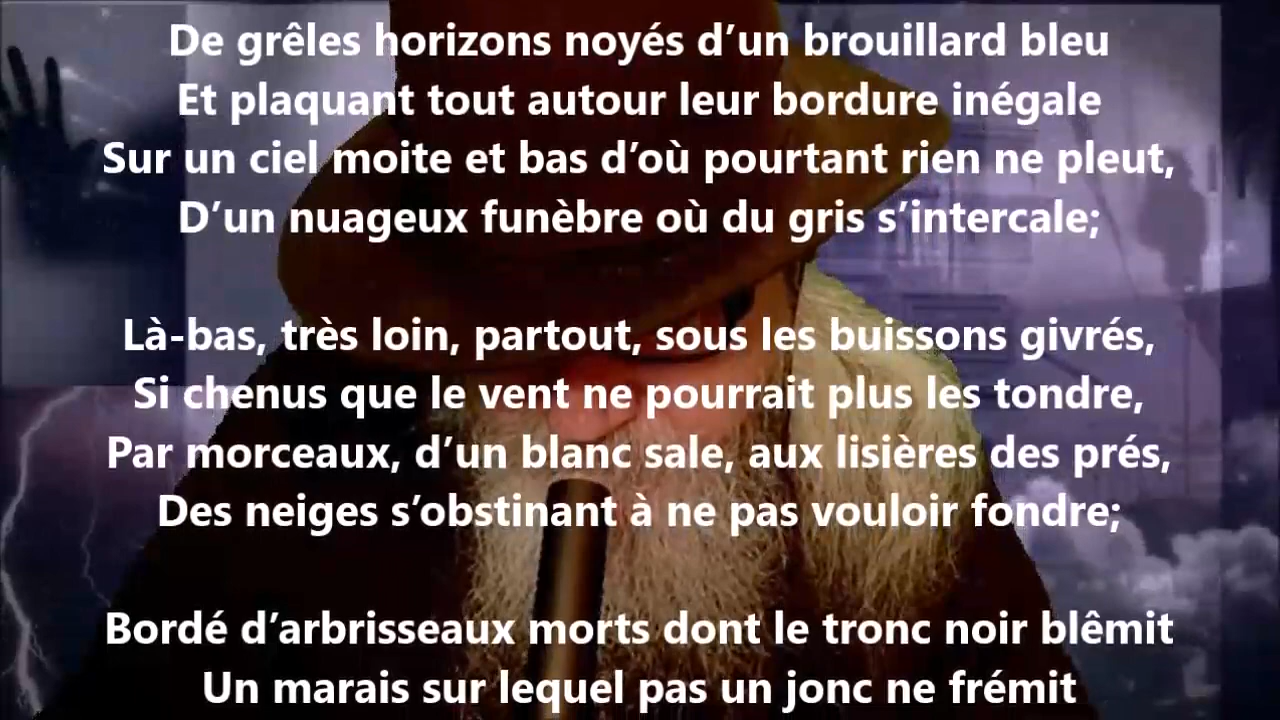 De grêles horizons noyés d’un brouillard bleu
Et plaquant tout autour leur bordure inégale
Sur un ciel moite et bas d’où pourtant rien ne pleut,
D’un nuageux funèbre où du gris s’intercale;
Là-bas, très loin, partout, sous les buissons givrés,
Si chenus que le vent ne pourrait plus les tondre,
Par morceaux, d’un blanc sale, aux lisières des prés,
Des neiges s’obstinant à ne pas vouloir fondre;
Bordé d’arbrisseaux morts dont le tronc noir blêmit
Un marais sur lequel pas un jonc ne frémit